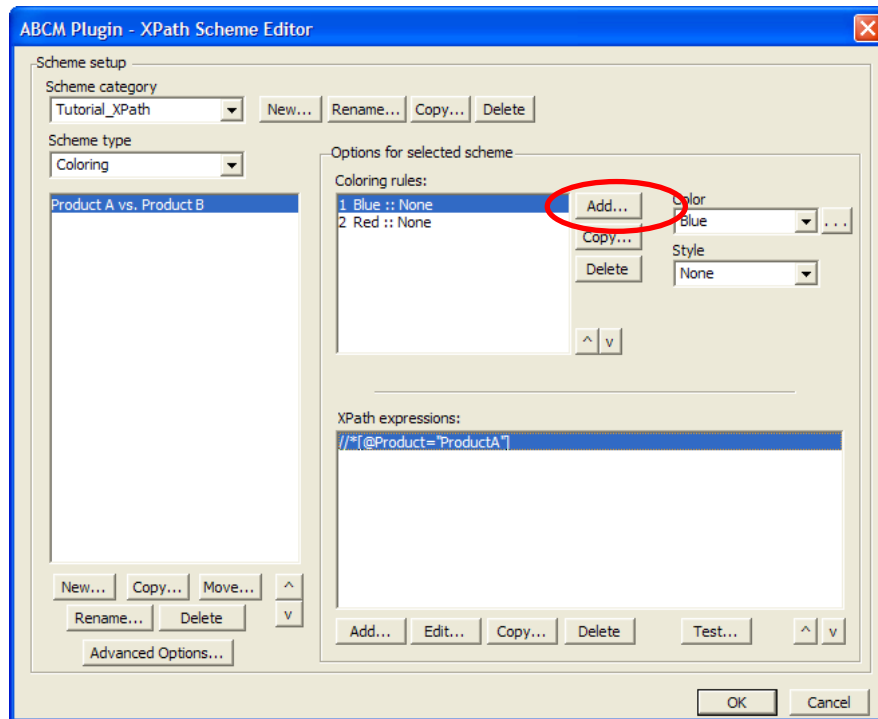 ABCM Plugin - XPath Scheme Editor
Scheme setup
Scheme category
Tutorial_XPath
New... Rename... Copy... Delete
Scheme type
Coloring
Product A vs. Product B
New... Copy... Move... ^
Rename... Delete v
Advanced Options...
Options for selected scheme
Coloring rules:
1 Blue :: None
2 Red :: None
Add...
Copy...
Delete
^ v
Color
Blue ...
Style
None
XPath expressions:
//*[@Product="ProductA"]
Add... Edit... Copy... Delete Test... ^ v
OK Cancel